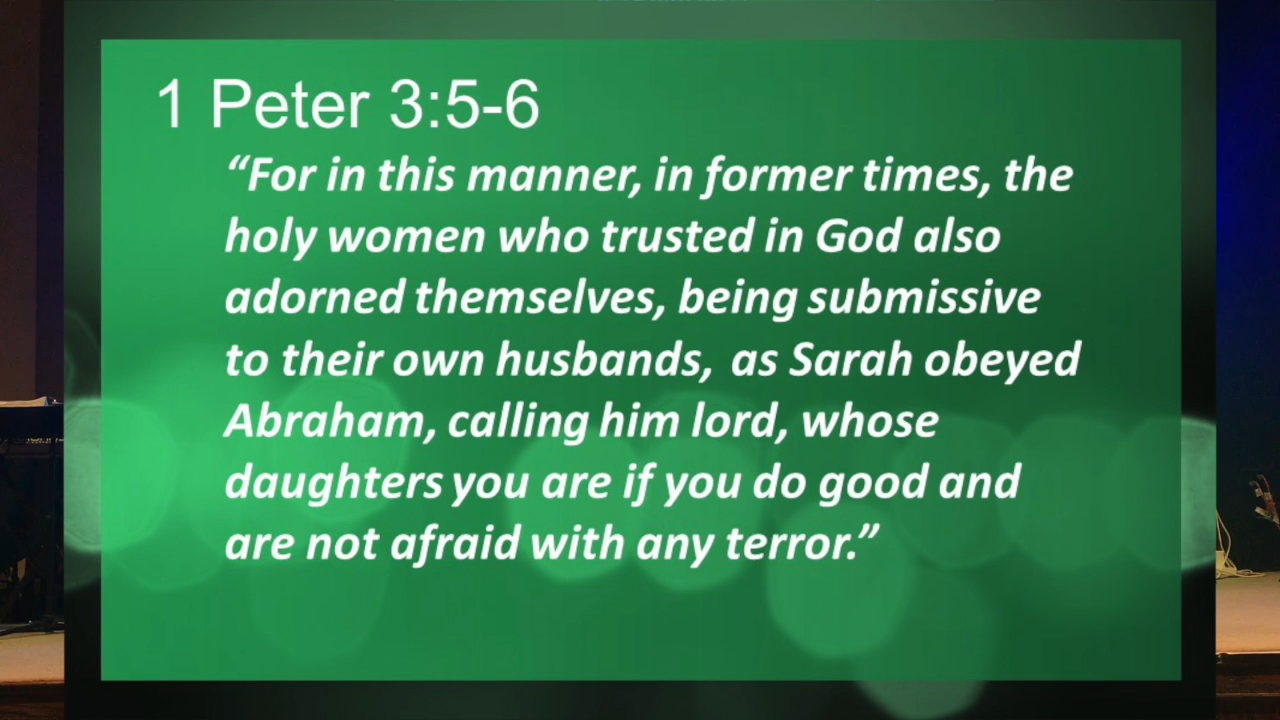 1 Peter 3:5-6
“For in this manner, in former times, the
holy women who trusted in God also
adorned themselves, being submissive
to their own husbands, as Sarah obeyed
Abraham, calling him lord, whose
daughters you are if you do good and
are not afraid with any terror.”